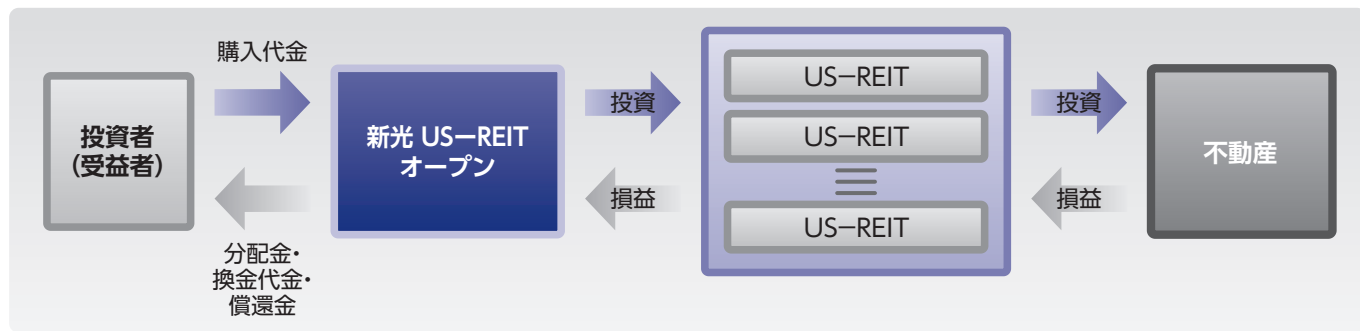 投資者
(受益者)
購入代金
分配金・
換金代金・
償還金
新光 US−REIT
オープン
投資
損益
US−REIT
US−REIT
US−REIT
投資
損益
不動産